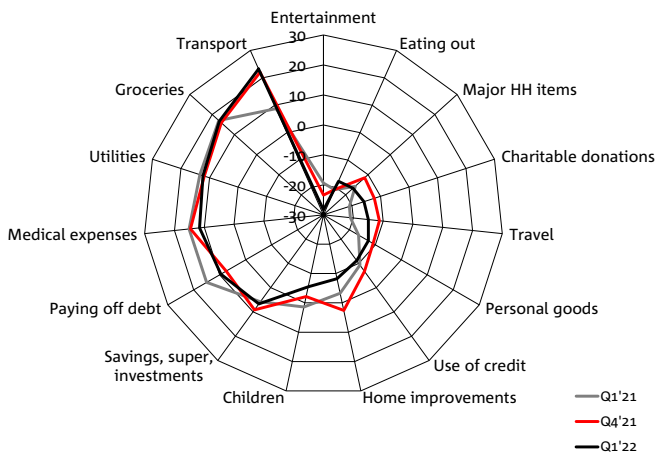 Entertainment
30
20
10
0
-10
-20
-30
Eating out
Major HH items
Charitable donations
Travel
Personal goods
Use of credit
Home improvements
Children
Savings, super,
investments
Paying off debt
Medical expenses
Utilities
Groceries
Transport
Q1'21
Q4'21
Q1'22